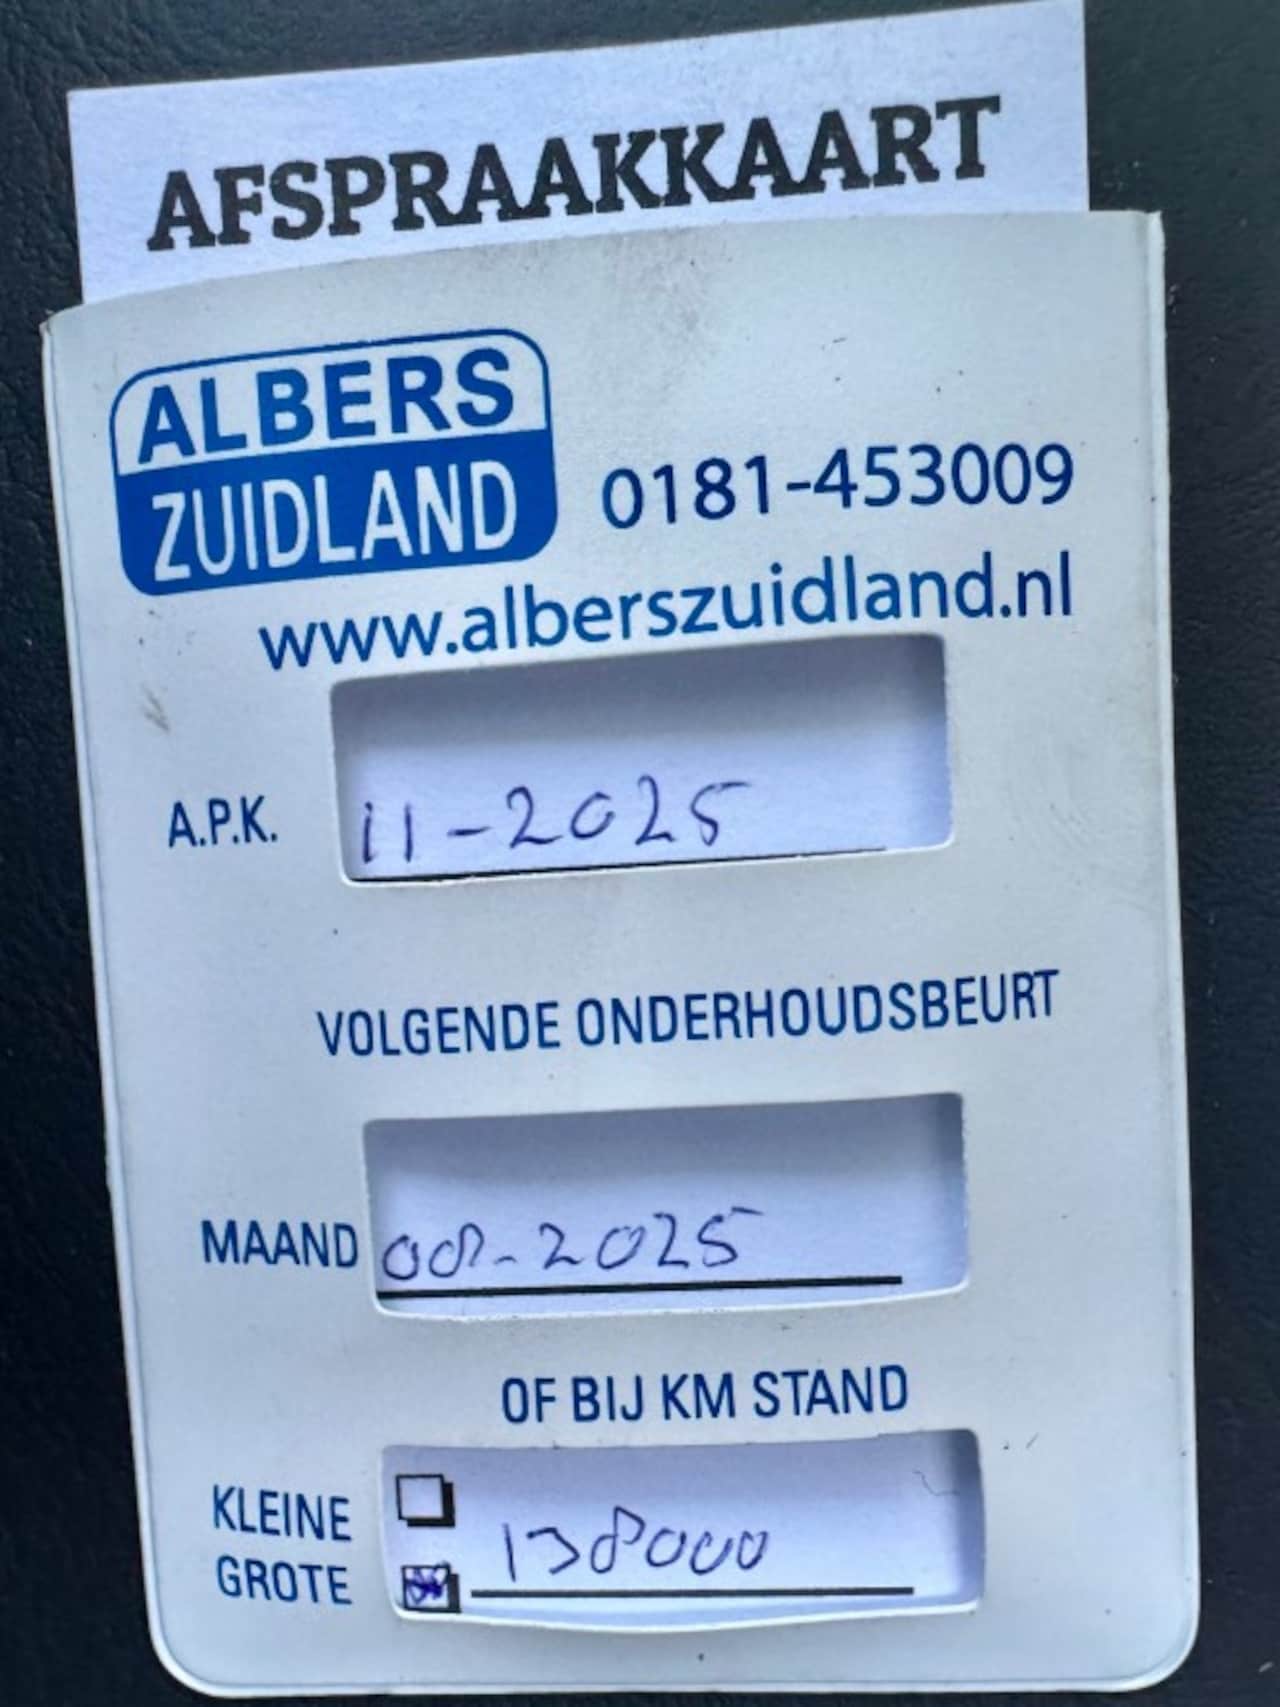 AFSPRAAKKAART
ALBERS
ZUIDLAND
0181-453009
www.alberszuidland.nl
A.P.K. 11-2025
VOLGENDE ONDERHOUDSBEURT
MAAND 08-2025
OF BIJ KM STAND
KLEINE
GROTE 138000